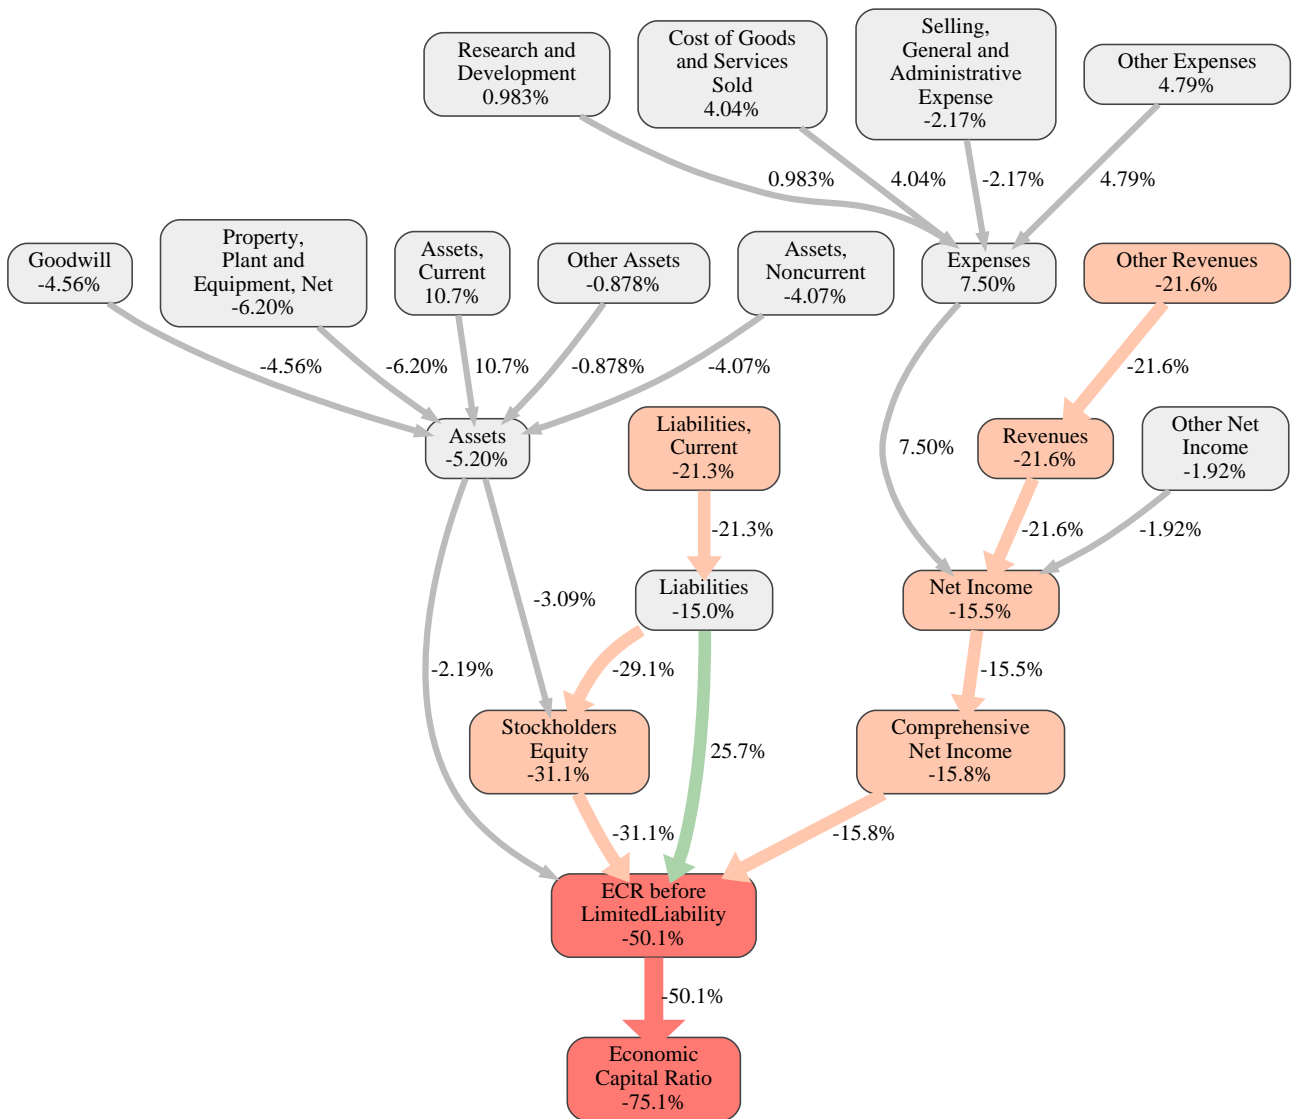 Research and
Development
0.983%
Cost of Goods
and Services
Sold
4.04%
Selling,
General and
Administrative
Expense
-2.17%
Other Expenses
4.79%
0.983%
4.04%
-2.17%
4.79%
Goodwill
-4.56%
Property,
Plant and
Equipment, Net
-6.20%
Assets,
Current
10.7%
Other Assets
-0.878%
Assets,
Noncurrent
-4.07%
Expenses
7.50%
Other Revenues
-21.6%
-4.56%
-6.20%
10.7%
-0.878%
-4.07%
-21.6%
Assets
-5.20%
Liabilities,
Current
-21.3%
7.50%
Revenues
-21.6%
Other Net
Income
-1.92%
-21.3%
-21.6%
-1.92%
-3.09%
Liabilities
-15.0%
Net Income
-15.5%
-2.19%
-29.1%
-15.5%
Stockholders
Equity
-31.1%
25.7%
Comprehensive
Net Income
-15.8%
-31.1%
-15.8%
ECR before
LimitedLiability
-50.1%
-50.1%
Economic
Capital Ratio
-75.1%